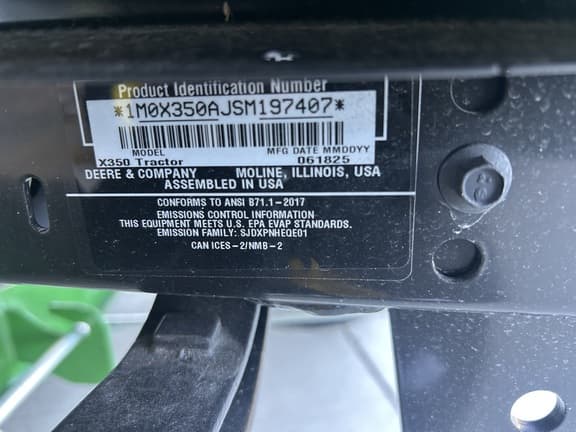 Product Identification Number
*1M0X350AJSM197407*
MODEL MFG DATE MMDDYY
X350 Tractor 061825
DEERE & COMPANY MOLINE, ILLINOIS, USA
ASSEMBLED IN USA
CONFORMS TO ANSI B71.1-2017
EMISSIONS CONTROL INFORMATION
THIS EQUIPMENT MEETS U.S. EPA EVAP STANDARDS.
EMISSION FAMILY: SJDXPNHEQE01
CAN ICES-2/NMB-2